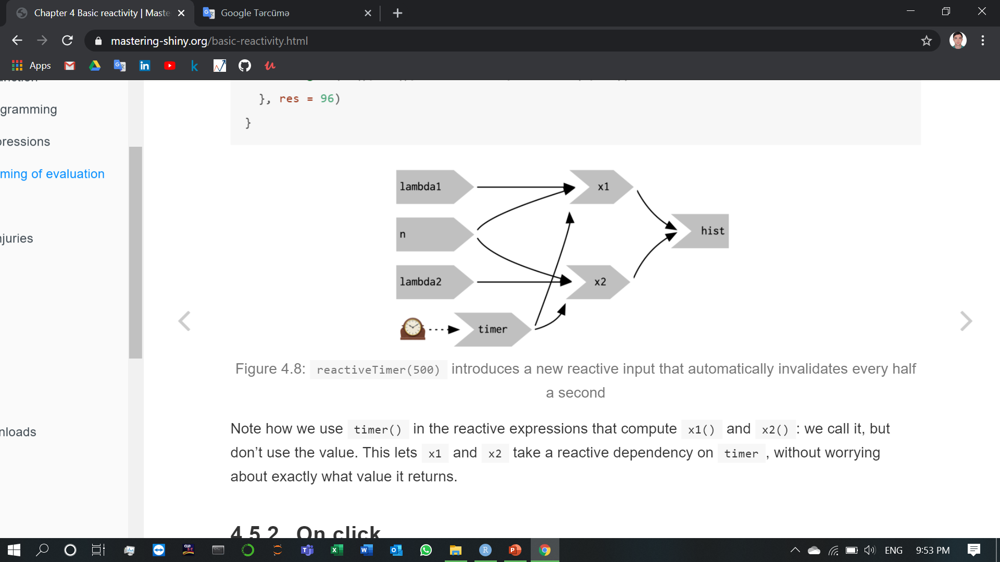 Chapter 4 Basic reactivity | Maste
Google Tərcümə
mastering-shiny.org/basic-reactivity.html
Apps
gramming
pressions
ming of evaluation
njuries
nloads
}, res = 96)
}
lambda1
x1
n
hist
lambda2
x2
timer
Figure 4.8: reactiveTimer(500) introduces a new reactive input that automatically invalidates every half
a second
Note how we use timer() in the reactive expressions that compute x1() and x2() : we call it, but
don’t use the value. This lets x1 and x2 take a reactive dependency on timer , without worrying
about exactly what value it returns.
4.5.2 On click
ENG
9:53 PM